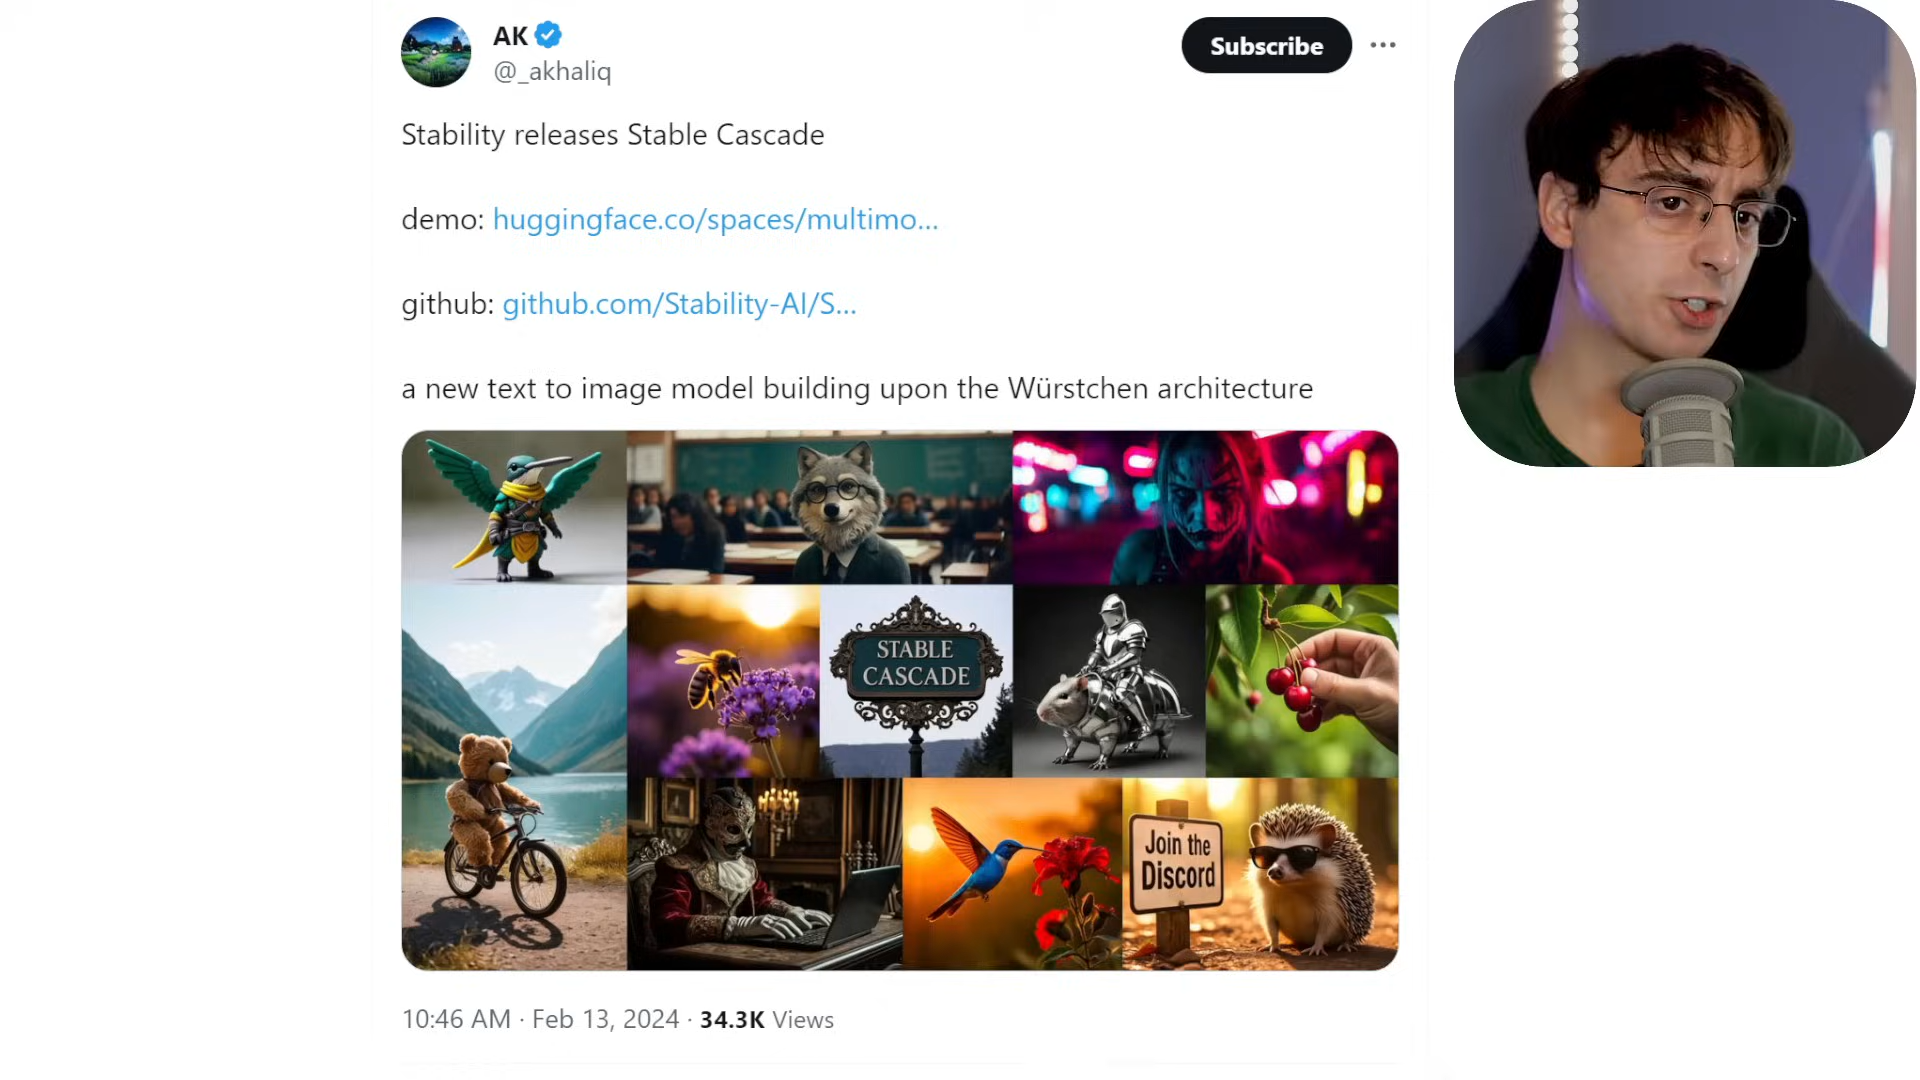 AK
@_akhaliq
Subscribe
Stability releases Stable Cascade
demo: huggingface.co/spaces/multimo...
github: github.com/Stability-AI/S...
a new text to image model building upon the Würstchen architecture
STABLE
CASCADE
Join the
Discord
10:46 AM · Feb 13, 2024 · 34.3K Views